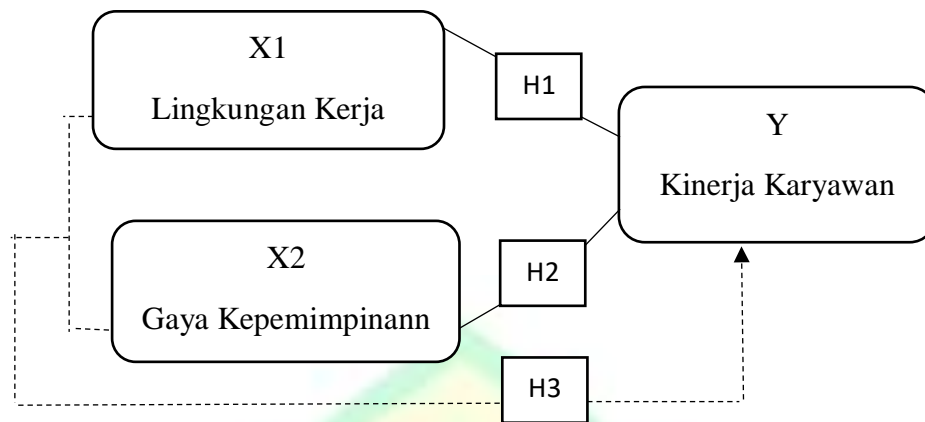 X1
Lingkungan Kerja
H1
Y
Kinerja Karyawan
X2
Gaya Kepemimpinann
H2
H3